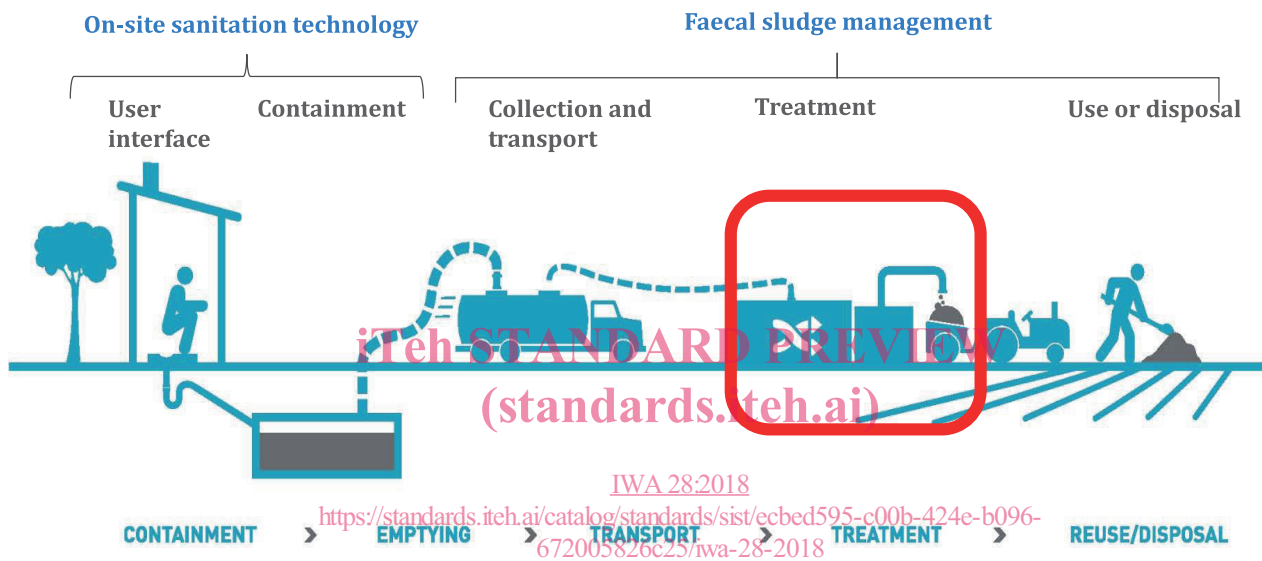 On-site sanitation technology
Faecal sludge management
User
interface
Containment
Collection and
transport
Treatment
Use or disposal
iTeh STANDARD PREVIEW
(standards.iteh.ai)
IWA 28:2018
https://standards.iteh.ai/catalog/standards/sist/ecbed595-c00b-424e-b096-
672005826c25/iwa-28-2018
CONTAINMENT > EMPTYING > TRANSPORT > TREATMENT > REUSE/DISPOSAL